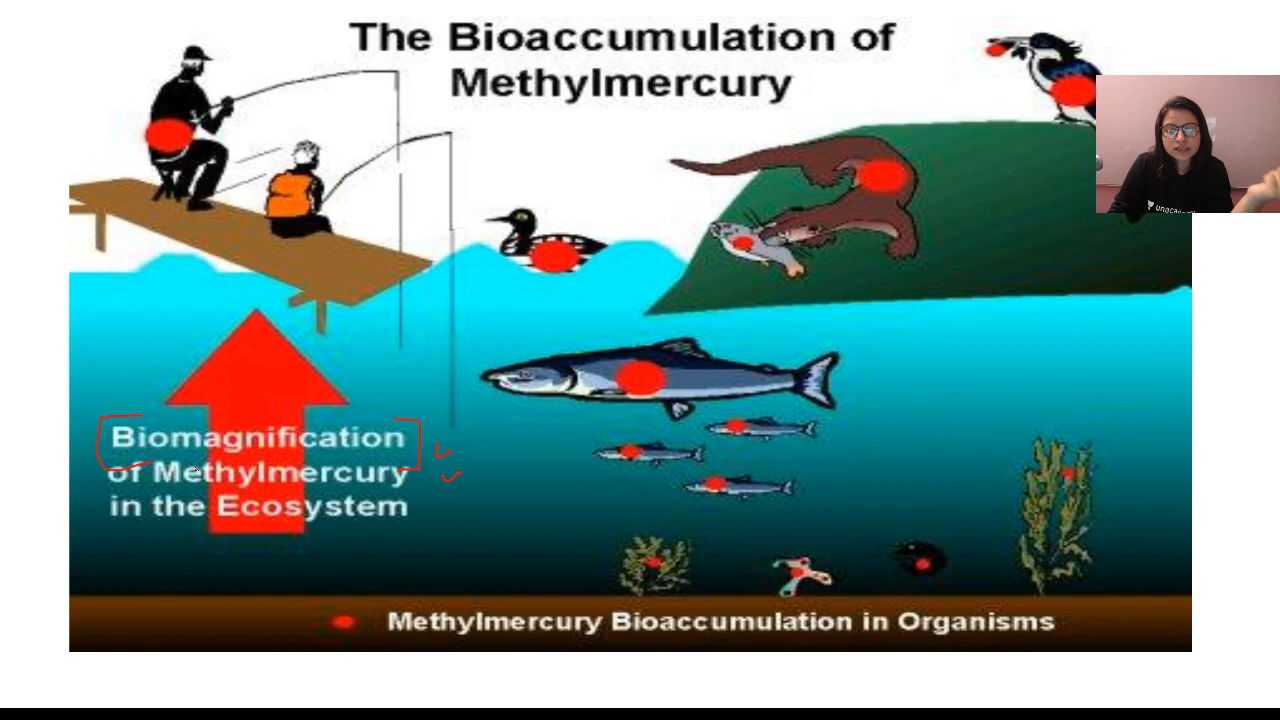 The Bioaccumulation of
Methylmercury
Biomagnification
of Methylmercury
in the Ecosystem
Methylmercury Bioaccumulation in Organisms